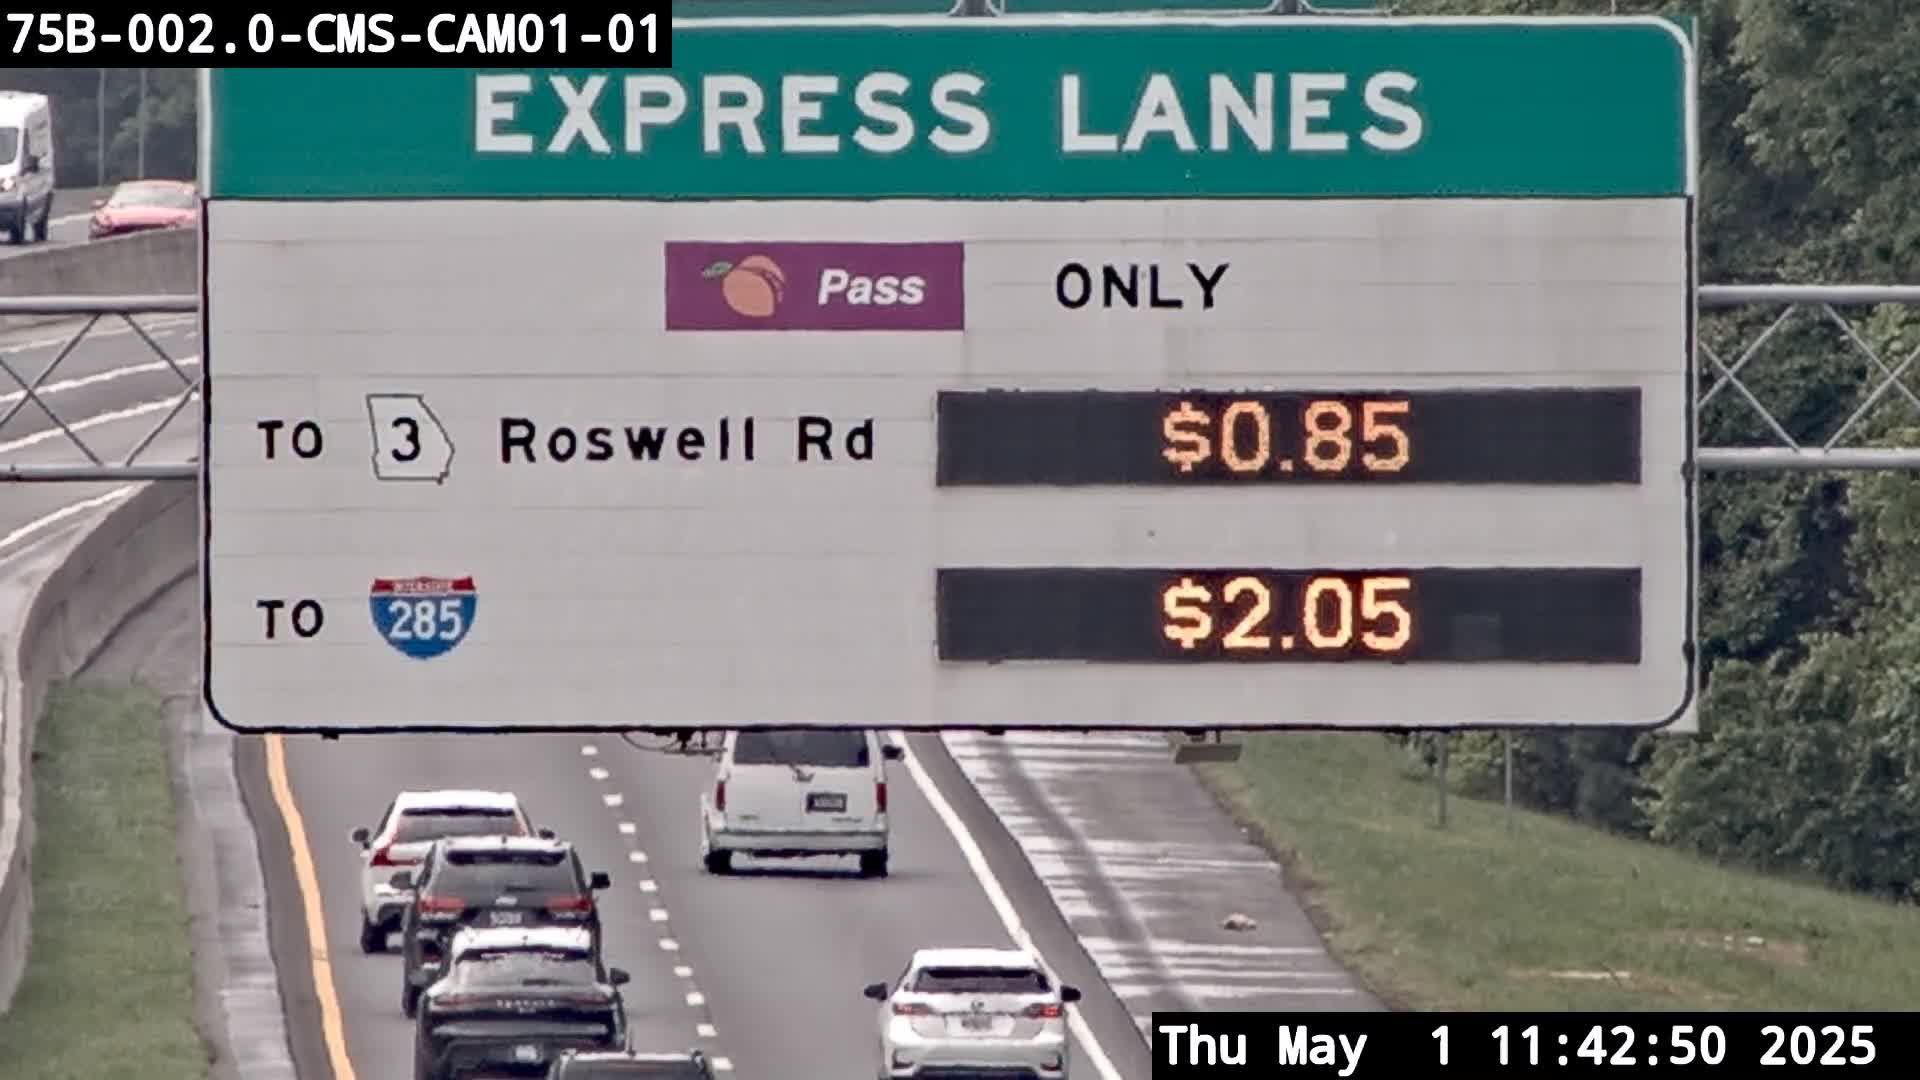 75B-002.0-CMS-CAM01-01
EXPRESS LANES
Pass ONLY
TO 3 Roswell Rd $0.85
TO 285 $2.05
Thu May 1 11:42:50 2025